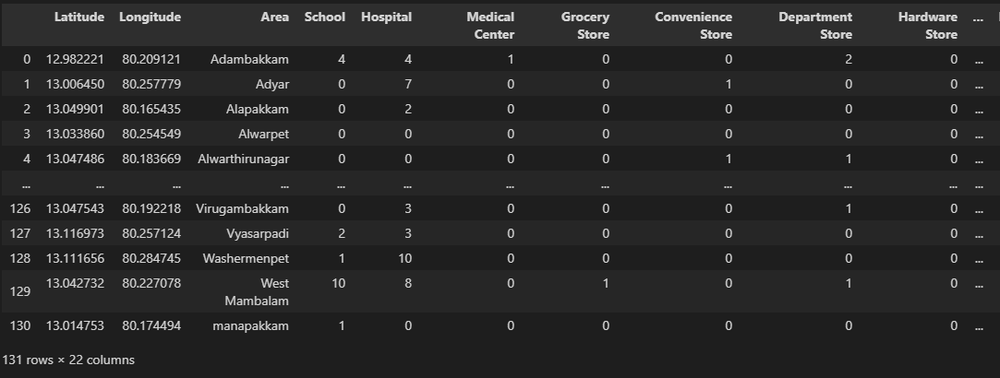 Latitude Longitude Area School Hospital Medical Center Grocery Store Convenience Store Department Store Hardware Store ...
0 12.982221 80.209121 Adambakkam 4 4 1 0 0 2 0 ...
1 13.006450 80.257779 Adyar 0 7 0 0 1 0 0 ...
2 13.049901 80.165435 Alapakkam 0 2 0 0 0 0 0 ...
3 13.033860 80.254549 Alwarpet 0 0 0 0 0 0 0 ...
4 13.047486 80.183669 Alwarthirunagar 0 0 0 0 1 1 0 ...
... ... ... ... ... ... ... ... ... ... ... ...
126 13.047543 80.192218 Virugambakkam 0 3 0 0 0 1 0 ...
127 13.116973 80.257124 Vyasarpadi 2 3 0 0 0 0 0 ...
128 13.111656 80.284745 Washermenpet 1 10 0 0 0 0 0 ...
129 13.042732 80.227078 West Mambalam 10 8 0 1 0 1 0 ...
130 13.014753 80.174494 manapakkam 1 0 0 0 0 0 0 ...
131 rows × 22 columns